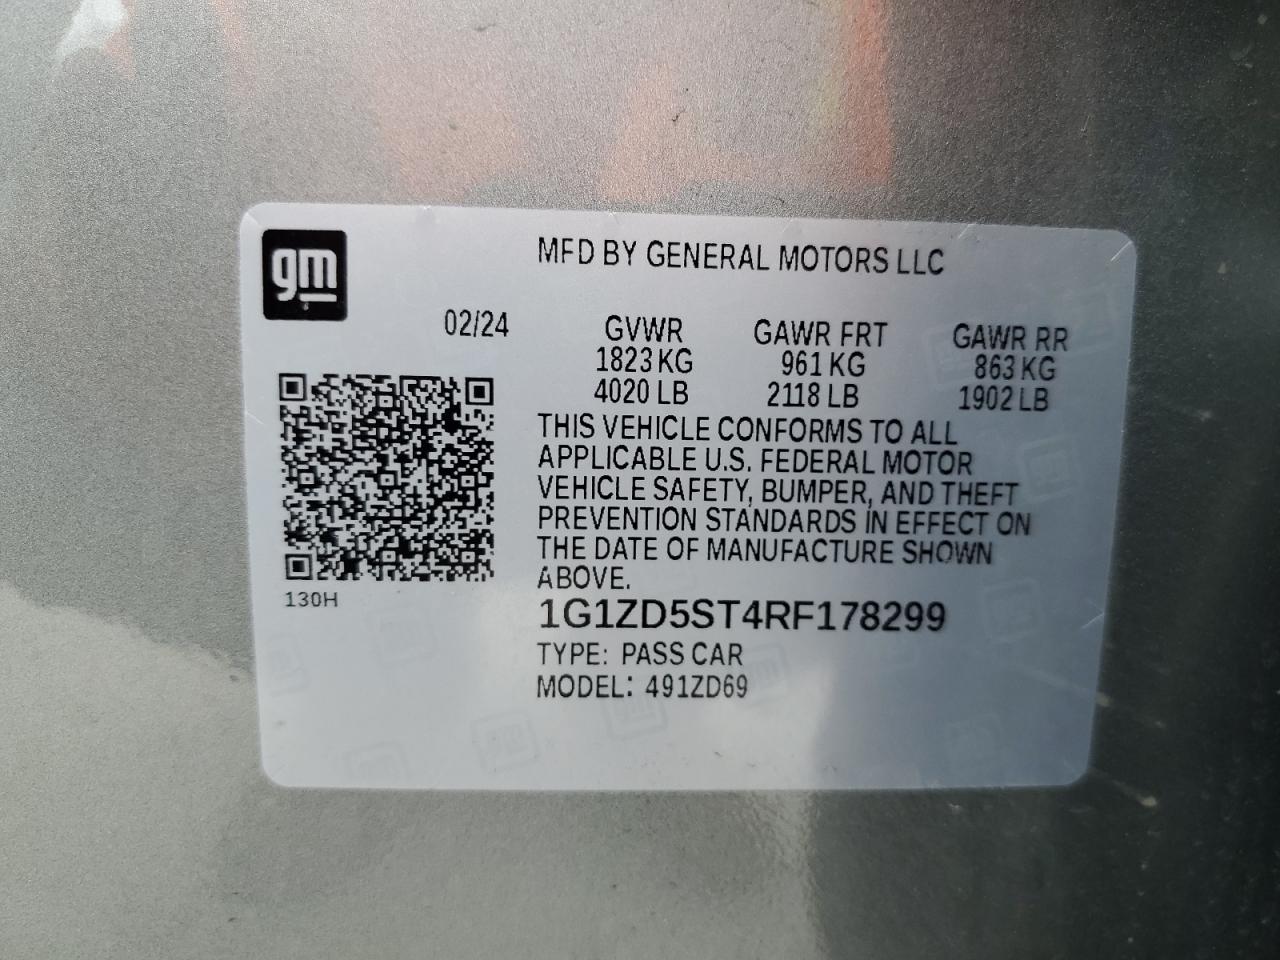 gm
MFD BY GENERAL MOTORS LLC
02/24 GVWR GAWR FRT GAWR RR
1823 KG 961 KG 863 KG
4020 LB 2118 LB 1902 LB
THIS VEHICLE CONFORMS TO ALL
APPLICABLE U.S. FEDERAL MOTOR
VEHICLE SAFETY, BUMPER, AND THEFT
PREVENTION STANDARDS IN EFFECT ON
THE DATE OF MANUFACTURE SHOWN
ABOVE.
130H
1G1ZD5ST4RF178299
TYPE: PASS CAR
MODEL: 491ZD69